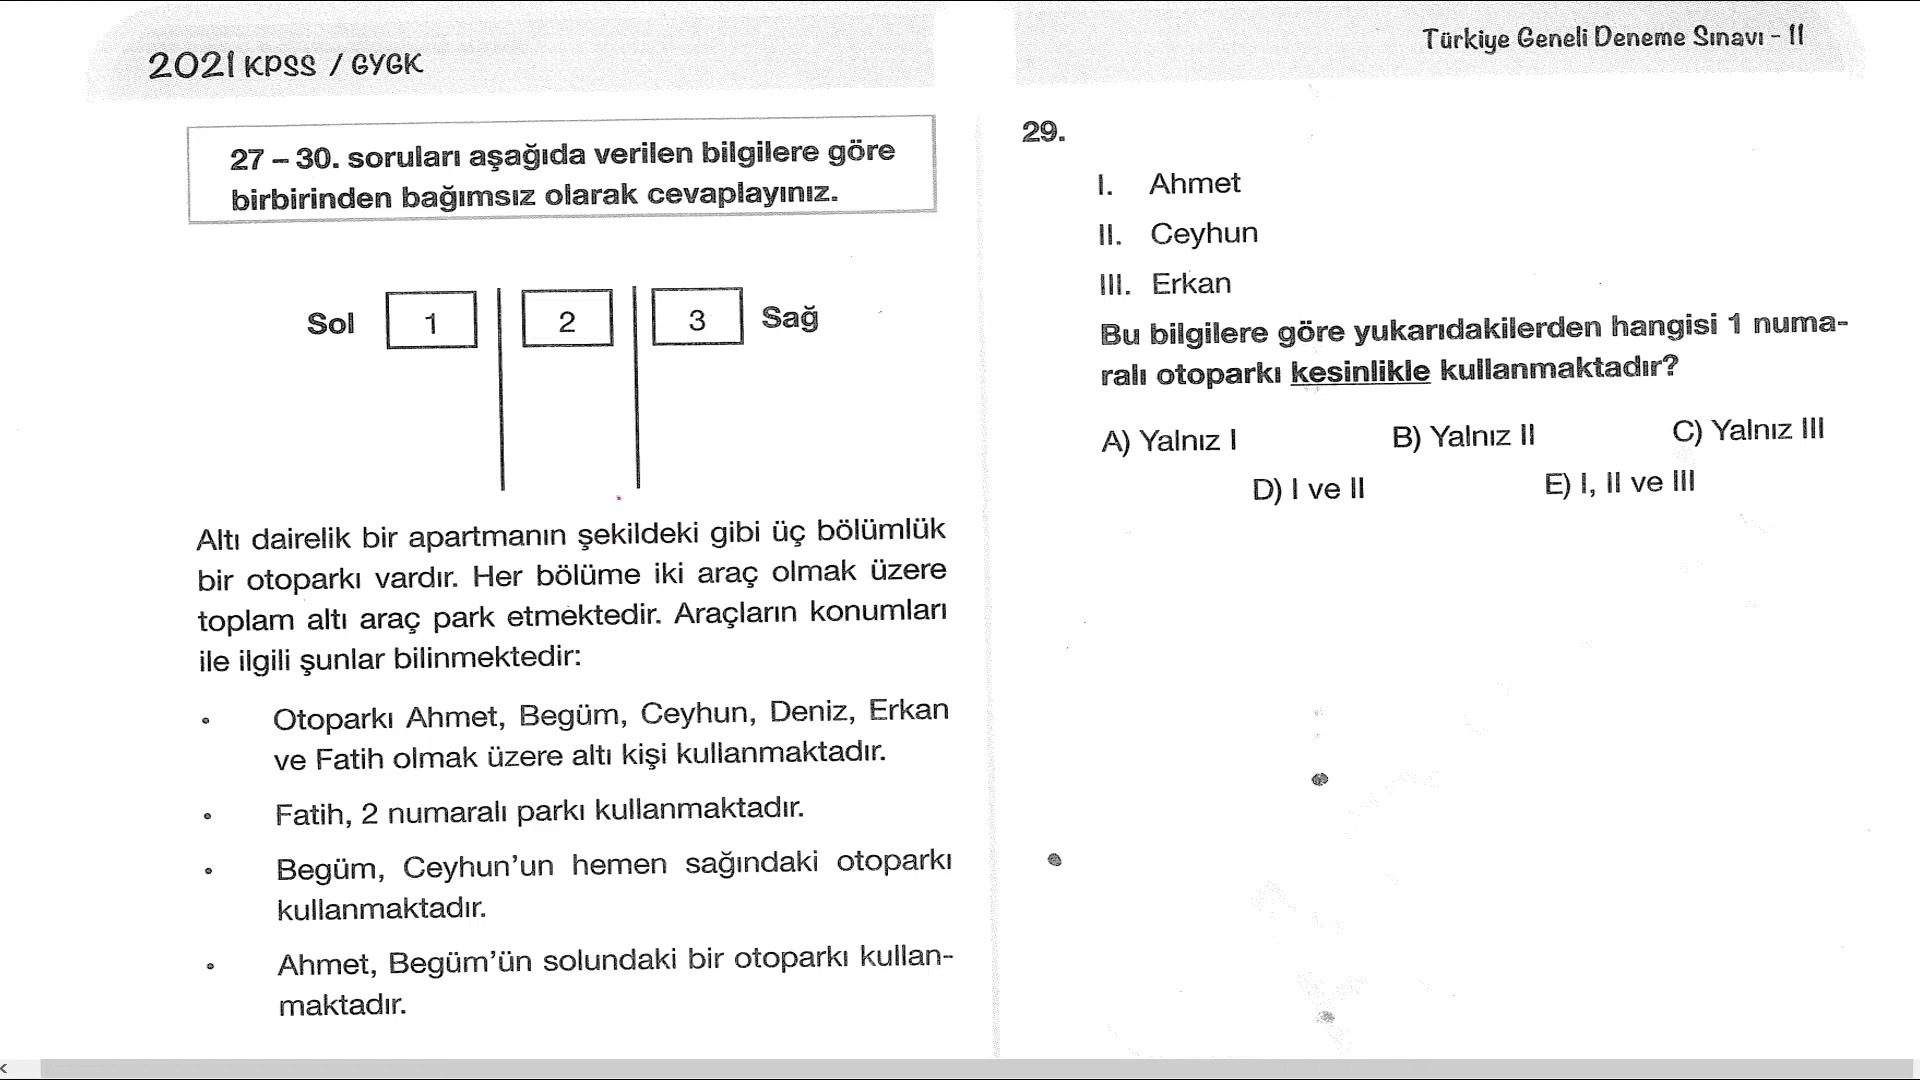 2021 KPSS / GYGK
27 – 30. soruları aşağıda verilen bilgilere göre
birbirinden bağımsız olarak cevaplayınız.
Sol 1 2 3 Sağ
Altı dairelik bir apartmanın şekildeki gibi üç bölümlük
bir otoparkı vardır. Her bölüme iki araç olmak üzere
toplam altı araç park etmektedir. Araçların konumları
ile ilgili şunlar bilinmektedir:
• Otoparkı Ahmet, Begüm, Ceyhun, Deniz, Erkan
ve Fatih olmak üzere altı kişi kullanmaktadır.
• Fatih, 2 numaralı parkı kullanmaktadır.
• Begüm, Ceyhun’un hemen sağındaki otoparkı
kullanmaktadır.
• Ahmet, Begüm’ün solundaki bir otoparkı kullan-
maktadır.
Türkiye Geneli Deneme Sınavı - 11
29.
I. Ahmet
II. Ceyhun
III. Erkan
Bu bilgilere göre yukarıdakilerden hangisi 1 numa-
ralı otoparkı kesinlikle kullanmaktadır?
A) Yalnız I B) Yalnız II C) Yalnız III
D) I ve II E) I, II ve III